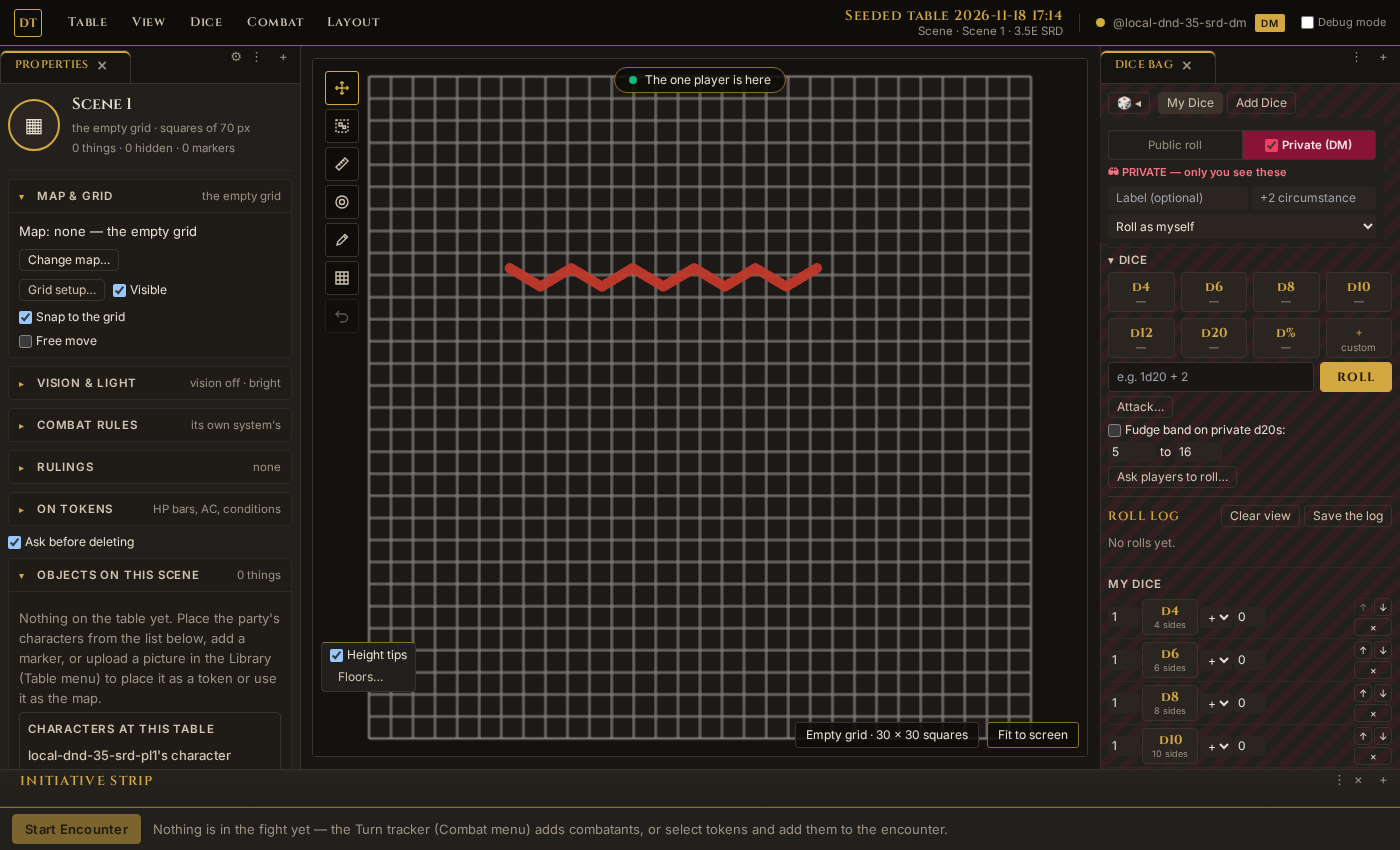 DT Table View Dice Combat Layout
Seeded table 2026-11-18 17:14
Scene · Scene 1 · 3.5E SRD
@local-dnd-35-srd-dm DM Debug mode
PROPERTIES
Scene 1
the empty grid · squares of 70 px
0 things · 0 hidden · 0 markers
MAP & GRID the empty grid
Map: none — the empty grid
Change map...
Grid setup... Visible
Snap to the grid
Free move
VISION & LIGHT vision off · bright
COMBAT RULES its own system's
RULINGS none
ON TOKENS HP bars, AC, conditions
Ask before deleting
OBJECTS ON THIS SCENE 0 things
Nothing on the table yet. Place the party's
characters from the list below, add a
marker, or upload a picture in the Library
(Table menu) to place it as a token or use
it as the map.
CHARACTERS AT THIS TABLE
local-dnd-35-srd-pl1's character
The one player is here
Height tips
Floors...
Empty grid · 30 × 30 squares
Fit to screen
DICE BAG
My Dice Add Dice
Public roll Private (DM)
PRIVATE — only you see these
Label (optional) +2 circumstance
Roll as myself
DICE
D4 D6 D8 D10
— — — —
D12 D20 D% +
— — — custom
e.g. 1d20 + 2 ROLL
Attack...
Fudge band on private d20s:
5 to 16
Ask players to roll...
ROLL LOG Clear view Save the log
No rolls yet.
MY DICE
1 D4 + 0
4 sides
1 D6 + 0
6 sides
1 D8 + 0
8 sides
1 D10 + 0
10 sides
INITIATIVE STRIP
Start Encounter Nothing is in the fight yet — the Turn tracker (Combat menu) adds combatants, or select tokens and add them to the encounter.